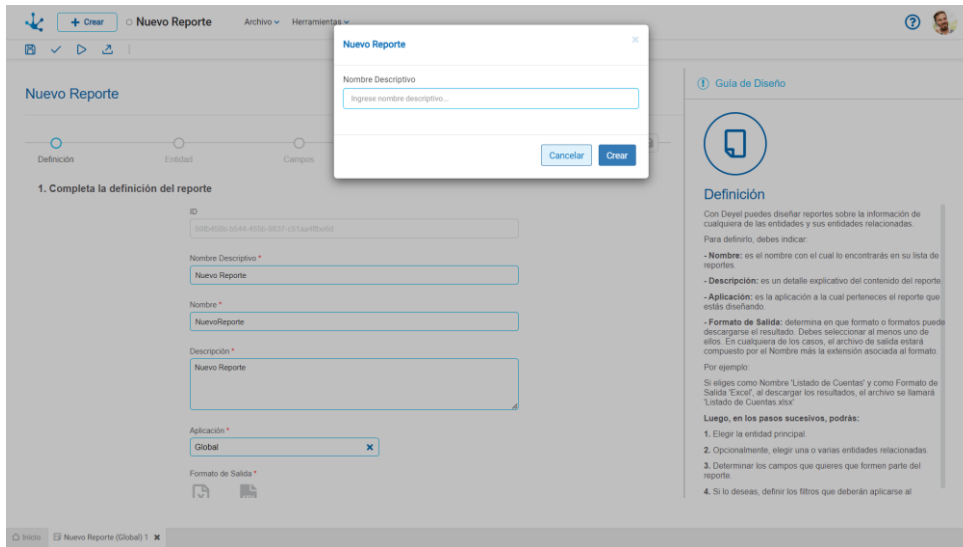 + Crear
Nuevo Reporte
Archivo
Herramientas
?
Nuevo Reporte
×
Nombre Descriptivo
Ingrese nombre descriptivo...
Cancelar
Crear
Nuevo Reporte
Definición
Entidad
Campos
1. Completa la definición del reporte
ID
Nombre Descriptivo *
Nuevo Reporte
Nombre *
NuevoReporte
Descripción *
Nuevo Reporte
Aplicación *
Global
Formato de Salida *
Guía de Diseño
Definición
Con Deyel puedes diseñar reportes sobre la información de
cualquiera de las entidades y sus entidades relacionadas.
Para definirlo, debes indicar:
- Nombre: es el nombre con el cual lo encontrarás en su lista de
reportes.
- Descripción: es un detalle explicativo del contenido del reporte.
- Aplicación: es la aplicación a la cual perteneces el reporte que
estás diseñando.
- Formato de Salida: determina en que formato o formatos puede
descargarse el resultado. Debes seleccionar al menos uno de
ellos. En cualquiera de los casos, el archivo de salida estará
compuesto por el Nombre más la extensión asociada al formato.
Por ejemplo:
Si eliges como Nombre 'Listado de Cuentas' y como Formato de
Salida 'Excel', al descargar los resultados, el archivo se llamará
'Listado de Cuentas.xlsx'
Luego, en los pasos sucesivos, podrás:
1. Elegir la entidad principal.
2. Opcionalmente, elegir una o varias entidades relacionadas.
3. Determinar los campos que quieres que formen parte del
reporte.
4. Si lo deseas, definir los filtros que deberán aplicarse al
Inicio
Nuevo Reporte (Global) 1